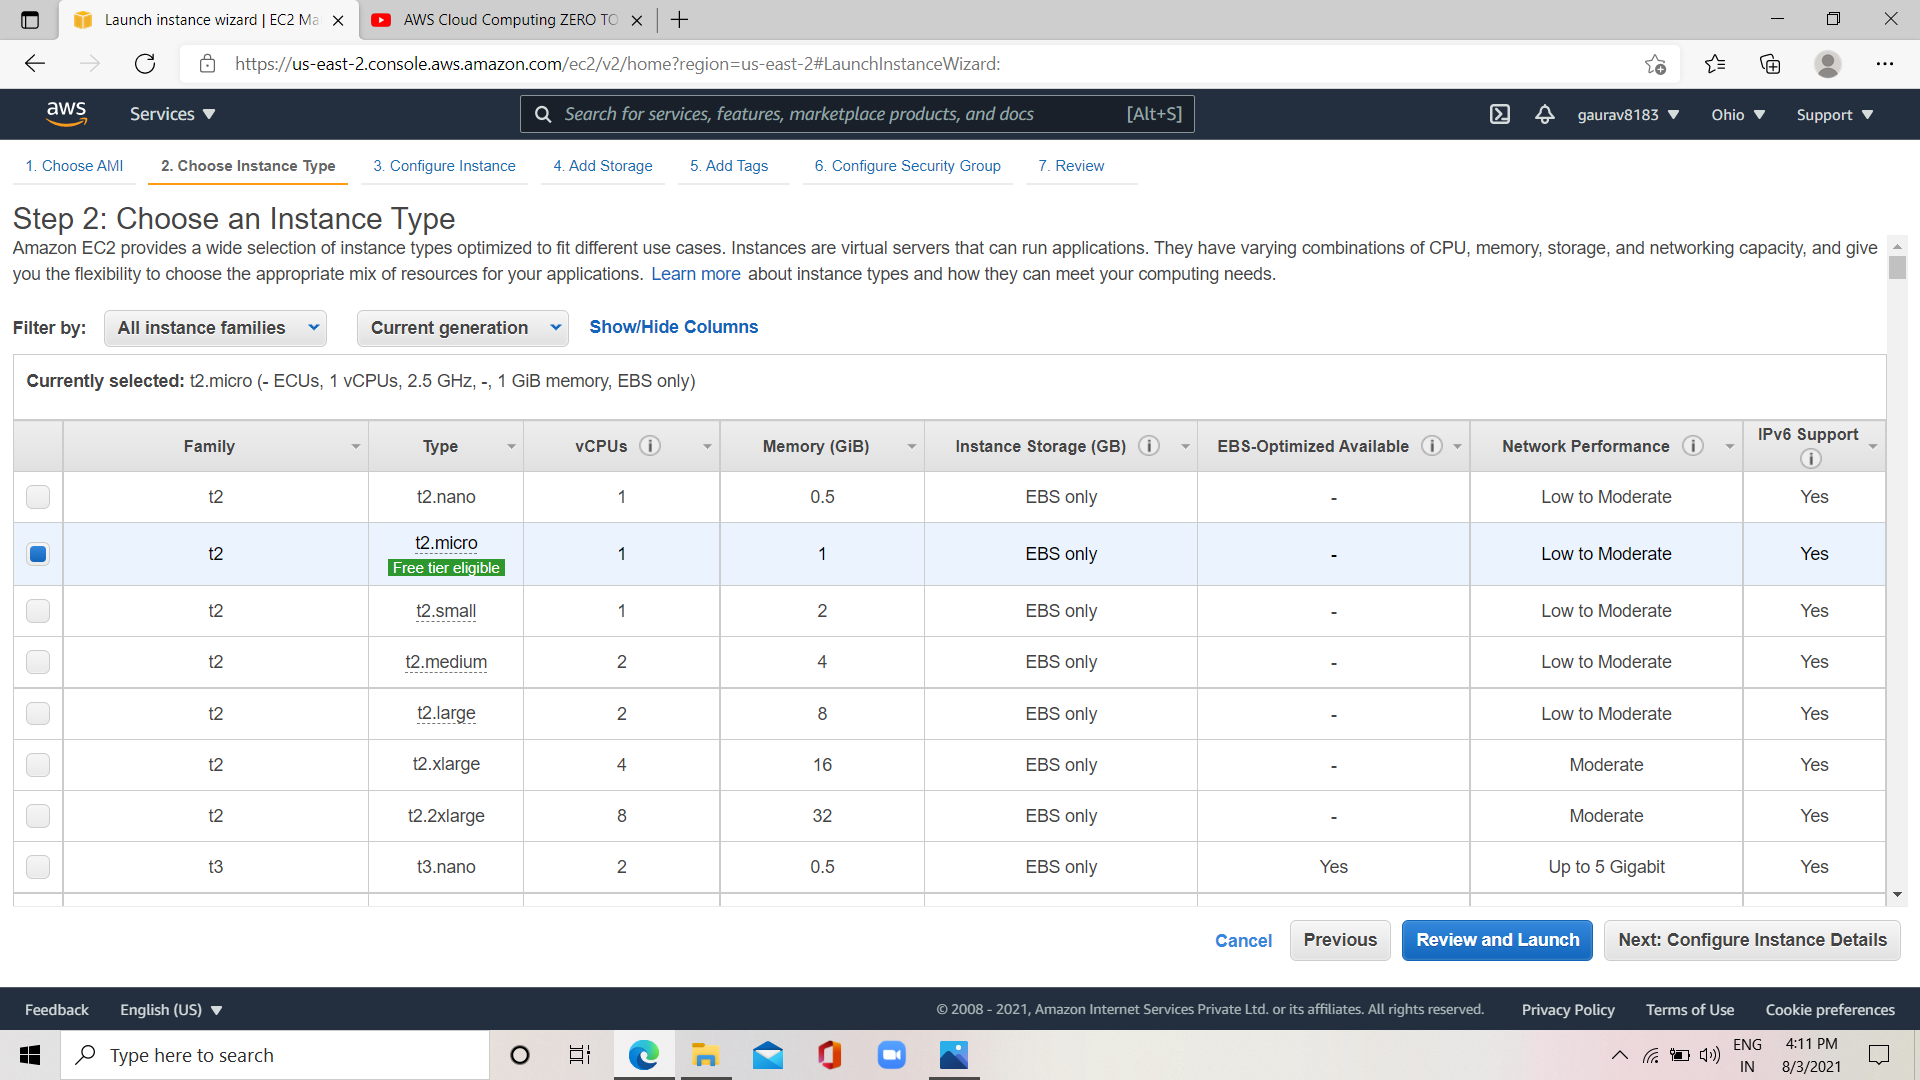 Launch instance wizard | EC2 Ma
AWS Cloud Computing ZERO TO
https://us-east-2.console.aws.amazon.com/ec2/v2/home?region=us-east-2#LaunchInstanceWizard:
aws Services Search for services, features, marketplace products, and docs [Alt+S] gaurav8183 Ohio Support
1. Choose AMI 2. Choose Instance Type 3. Configure Instance 4. Add Storage 5. Add Tags 6. Configure Security Group 7. Review
Step 2: Choose an Instance Type
Amazon EC2 provides a wide selection of instance types optimized to fit different use cases. Instances are virtual servers that can run applications. They have varying combinations of CPU, memory, storage, and networking capacity, and give
you the flexibility to choose the appropriate mix of resources for your applications. Learn more about instance types and how they can meet your computing needs.
Filter by: All instance families Current generation Show/Hide Columns
Currently selected: t2.micro (- ECUs, 1 vCPUs, 2.5 GHz, -, 1 GiB memory, EBS only)
Family Type vCPUs i Memory (GiB) Instance Storage (GB) i EBS-Optimized Available i Network Performance i IPv6 Support i
t2 t2.nano 1 0.5 EBS only - Low to Moderate Yes
t2 t2.micro 1 1 EBS only - Low to Moderate Yes
Free tier eligible
t2 t2.small 1 2 EBS only - Low to Moderate Yes
t2 t2.medium 2 4 EBS only - Low to Moderate Yes
t2 t2.large 2 8 EBS only - Low to Moderate Yes
t2 t2.xlarge 4 16 EBS only - Moderate Yes
t2 t2.2xlarge 8 32 EBS only - Moderate Yes
t3 t3.nano 2 0.5 EBS only Yes Up to 5 Gigabit Yes
Cancel Previous Review and Launch Next: Configure Instance Details
Feedback English (US) © 2008 - 2021, Amazon Internet Services Private Ltd. or its affiliates. All rights reserved. Privacy Policy Terms of Use Cookie preferences
Type here to search
ENG
IN
4:11 PM
8/3/2021